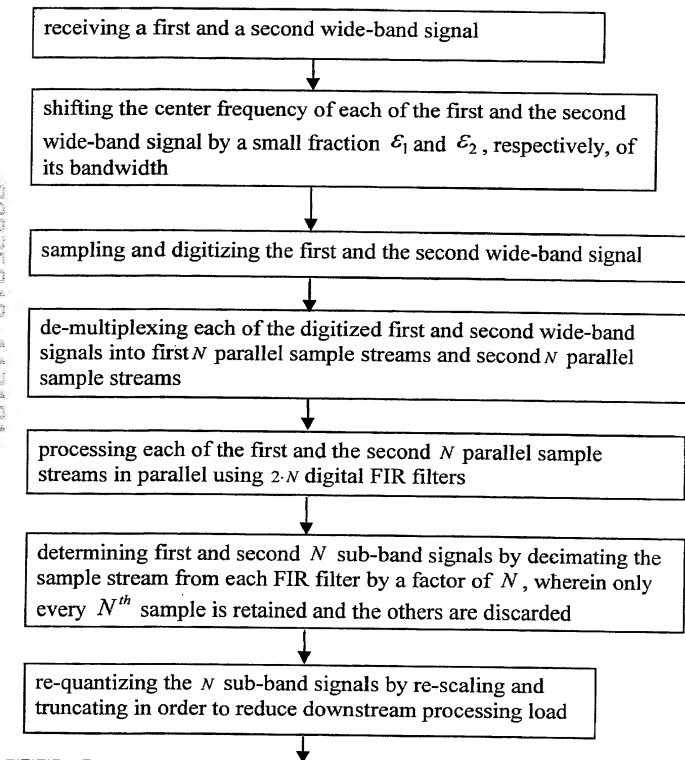 receiving a first and a second wide-band signal
shifting the center frequency of each of the first and the second
wide-band signal by a small fraction ε₁ and ε₂, respectively, of
its bandwidth
sampling and digitizing the first and the second wide-band signal
de-multiplexing each of the digitized first and second wide-band
signals into first N parallel sample streams and second N parallel
sample streams
processing each of the first and the second N parallel sample
streams in parallel using 2·N digital FIR filters
determining first and second N sub-band signals by decimating the
sample stream from each FIR filter by a factor of N, wherein only
every Nᵗʰ sample is retained and the others are discarded
re-quantizing the N sub-band signals by re-scaling and
truncating in order to reduce downstream processing load